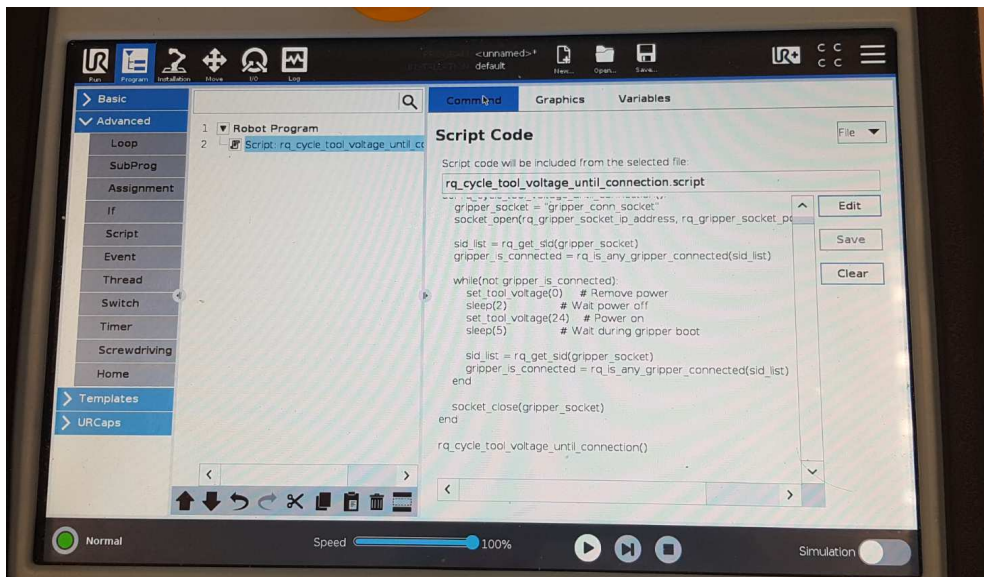 UR
<unnamed>*
default
New...
Open...
Save...
UR+
C C
C C
Run
Program
Installation
Move
I/O
Log
Basic
Advanced
Loop
SubProg
Assignment
If
Script
Event
Thread
Switch
Timer
Screwdriving
Home
Templates
URCaps
1 Robot Program
2 Script: rq_cycle_tool_voltage_until_co
Command
Graphics
Variables
Script Code
File
Script code will be included from the selected file:
rq_cycle_tool_voltage_until_connection.script
Edit
Save
Clear
gripper_socket = "gripper_conn_socket"
socket_open(rq_gripper_socket_ip_address, rq_gripper_socket_po
sid_list = rq_get_sid(gripper_socket)
gripper_is_connected = rq_is_any_gripper_connected(sid_list)
while(not gripper_is_connected):
set_tool_voltage(0) # Remove power
sleep(2) # Wait power off
set_tool_voltage(24) # Power on
sleep(5) # Wait during gripper boot
sid_list = rq_get_sid(gripper_socket)
gripper_is_connected = rq_is_any_gripper_connected(sid_list)
end
socket_close(gripper_socket)
end
rq_cycle_tool_voltage_until_connection()
Normal
Speed
100%
Simulation